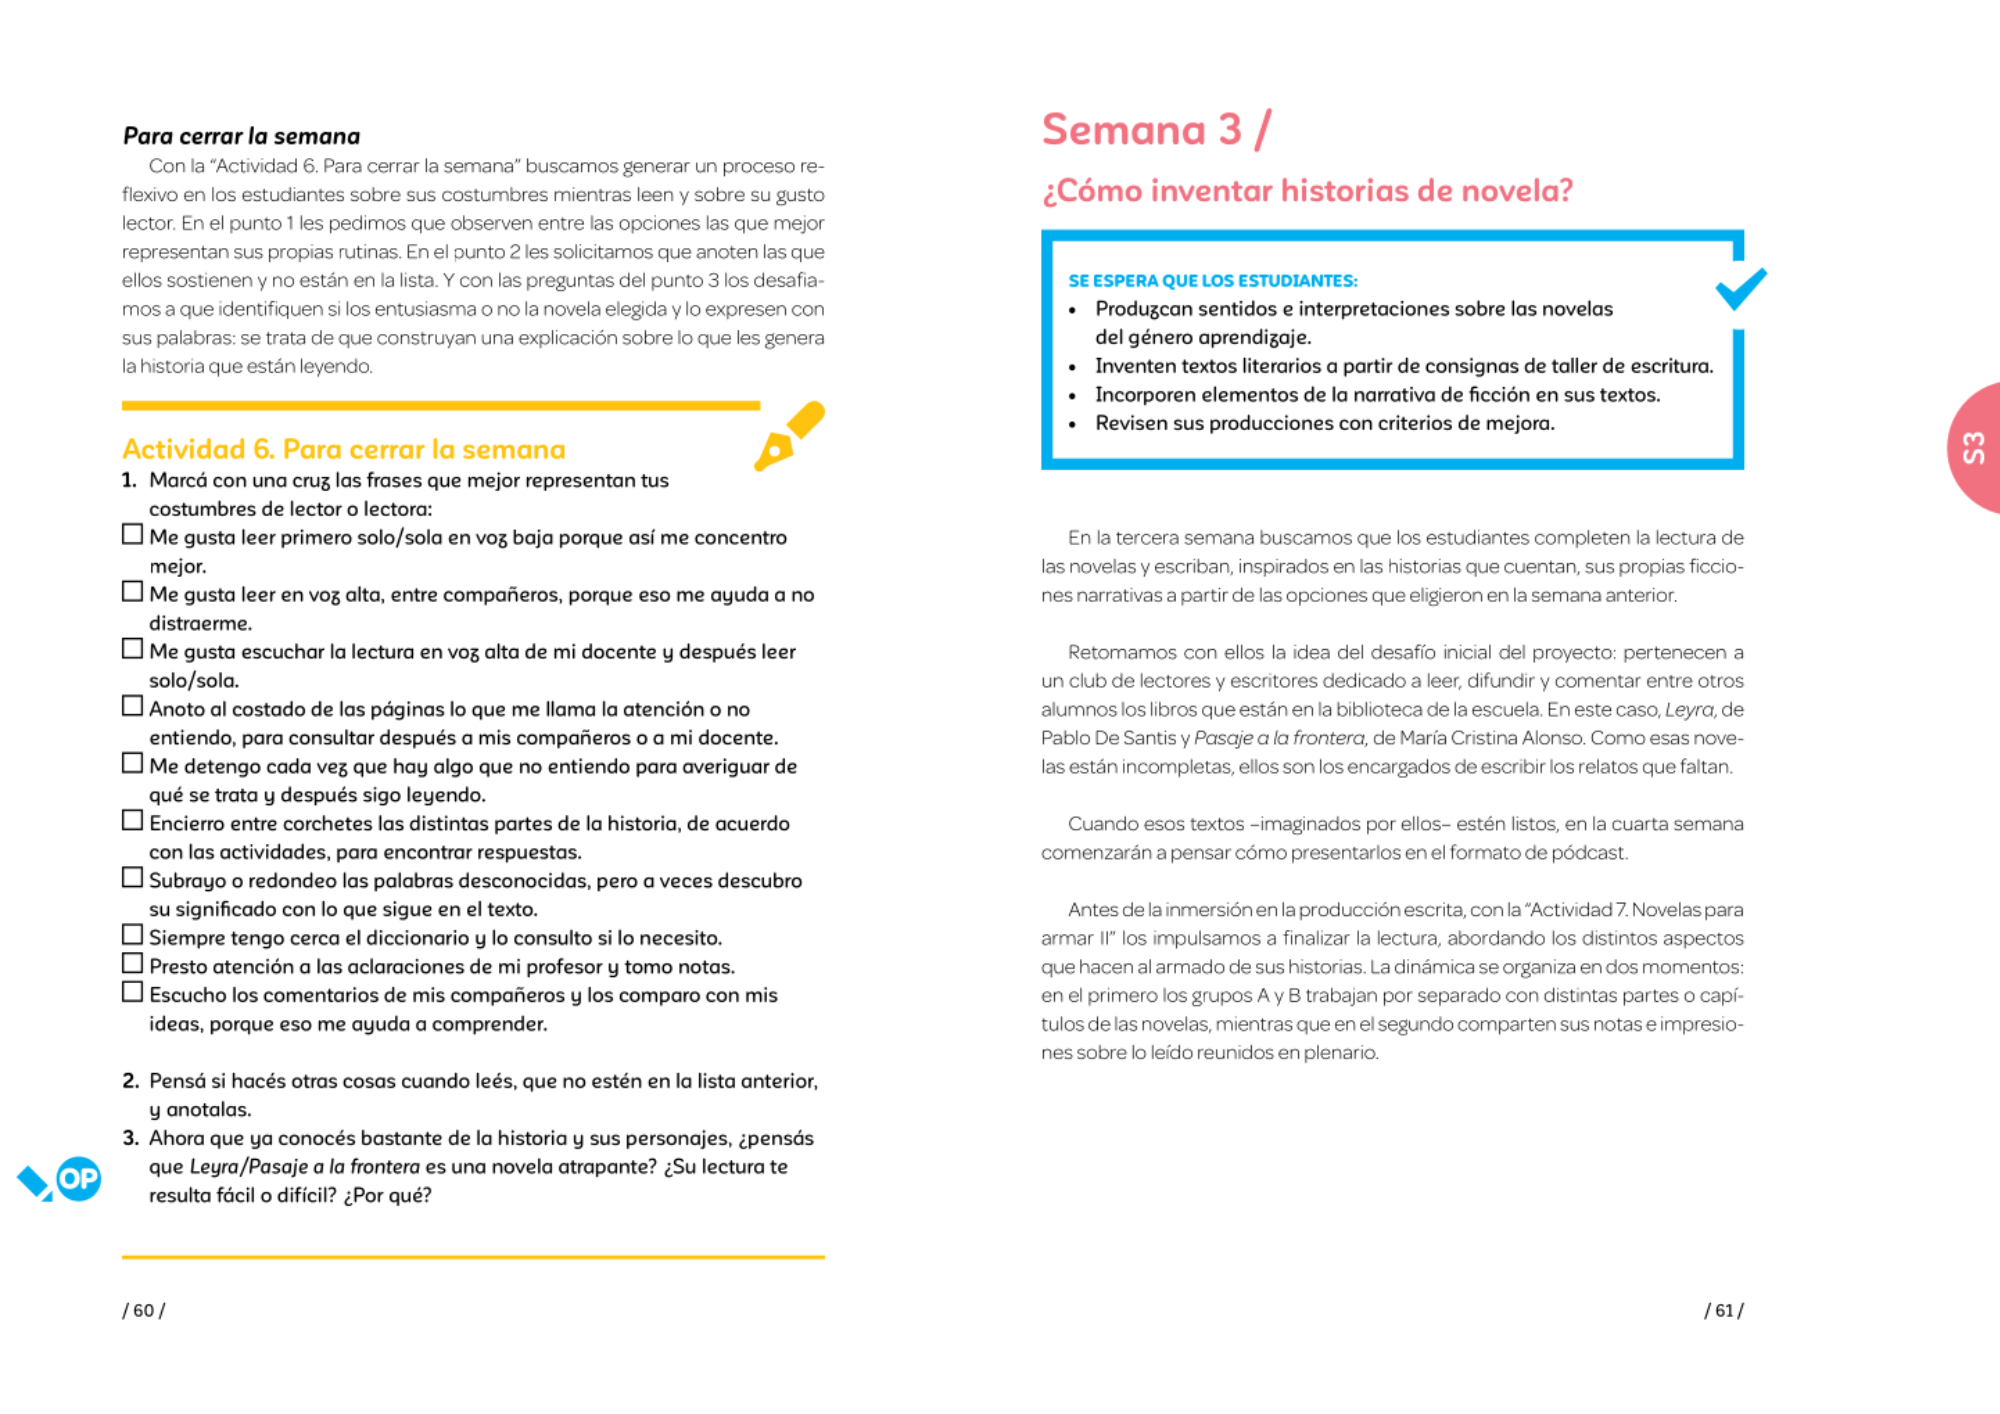 Para cerrar la semana
Con la “Actividad 6. Para cerrar la semana” buscamos generar un proceso re-
flexivo en los estudiantes sobre sus costumbres mientras leen y sobre su gusto
lector. En el punto 1 les pedimos que observen entre las opciones las que mejor
representan sus propias rutinas. En el punto 2 les solicitamos que anoten las que
ellos sostienen y no están en la lista. Y con las preguntas del punto 3 los desafia-
mos a que identifiquen si los entusiasma o no la novela elegida y lo expresen con
sus palabras: se trata de que construyan una explicación sobre lo que les genera
la historia que están leyendo.
Actividad 6. Para cerrar la semana
1. Marcá con una cruz las frases que mejor representan tus
costumbres de lector o lectora:
Me gusta leer primero solo/sola en voz baja porque así me concentro
mejor.
Me gusta leer en voz alta, entre compañeros, porque eso me ayuda a no
distraerme.
Me gusta escuchar la lectura en voz alta de mi docente y después leer
solo/sola.
Anoto al costado de las páginas lo que me llama la atención o no
entiendo, para consultar después a mis compañeros o a mi docente.
Me detengo cada vez que hay algo que no entiendo para averiguar de
qué se trata y después sigo leyendo.
Encierro entre corchetes las distintas partes de la historia, de acuerdo
con las actividades, para encontrar respuestas.
Subrayo o redondeo las palabras desconocidas, pero a veces descubro
su significado con lo que sigue en el texto.
Siempre tengo cerca el diccionario y lo consulto si lo necesito.
Presto atención a las aclaraciones de mi profesor y tomo notas.
Escucho los comentarios de mis compañeros y los comparo con mis
ideas, porque eso me ayuda a comprender.
2. Pensá si hacés otras cosas cuando leés, que no estén en la lista anterior,
y anotalas.
3. Ahora que ya conocés bastante de la historia y sus personajes, ¿pensás
que Leyra/Pasaje a la frontera es una novela atrapante? ¿Su lectura te
resulta fácil o difícil? ¿Por qué?
OP
/ 60 /
Semana 3 /
¿Cómo inventar historias de novela?
SE ESPERA QUE LOS ESTUDIANTES:
• Produzcan sentidos e interpretaciones sobre las novelas
del género aprendizaje.
• Inventen textos literarios a partir de consignas de taller de escritura.
• Incorporen elementos de la narrativa de ficción en sus textos.
• Revisen sus producciones con criterios de mejora.
S3
En la tercera semana buscamos que los estudiantes completen la lectura de
las novelas y escriban, inspirados en las historias que cuentan, sus propias ficcio-
nes narrativas a partir de las opciones que eligieron en la semana anterior.
Retomamos con ellos la idea del desafío inicial del proyecto: pertenecen a
un club de lectores y escritores dedicado a leer, difundir y comentar entre otros
alumnos los libros que están en la biblioteca de la escuela. En este caso, Leyra, de
Pablo De Santis y Pasaje a la frontera, de María Cristina Alonso. Como esas nove-
las están incompletas, ellos son los encargados de escribir los relatos que faltan.
Cuando esos textos –imaginados por ellos– estén listos, en la cuarta semana
comenzarán a pensar cómo presentarlos en el formato de pódcast.
Antes de la inmersión en la producción escrita, con la “Actividad 7. Novelas para
armar II” los impulsamos a finalizar la lectura, abordando los distintos aspectos
que hacen al armado de sus historias. La dinámica se organiza en dos momentos:
en el primero los grupos A y B trabajan por separado con distintas partes o capí-
tulos de las novelas, mientras que en el segundo comparten sus notas e impresio-
nes sobre lo leído reunidos en plenario.
/ 61 /